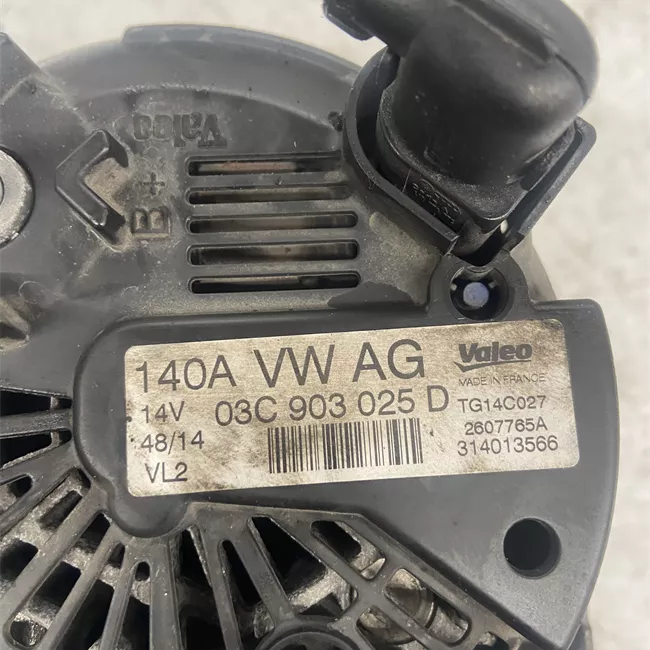 Valeo
B+
140A VW AG
14V 03C 903 025 D
48/14
VL2
Valeo
MADE IN FRANCE
TG14C027
2607765A
314013566